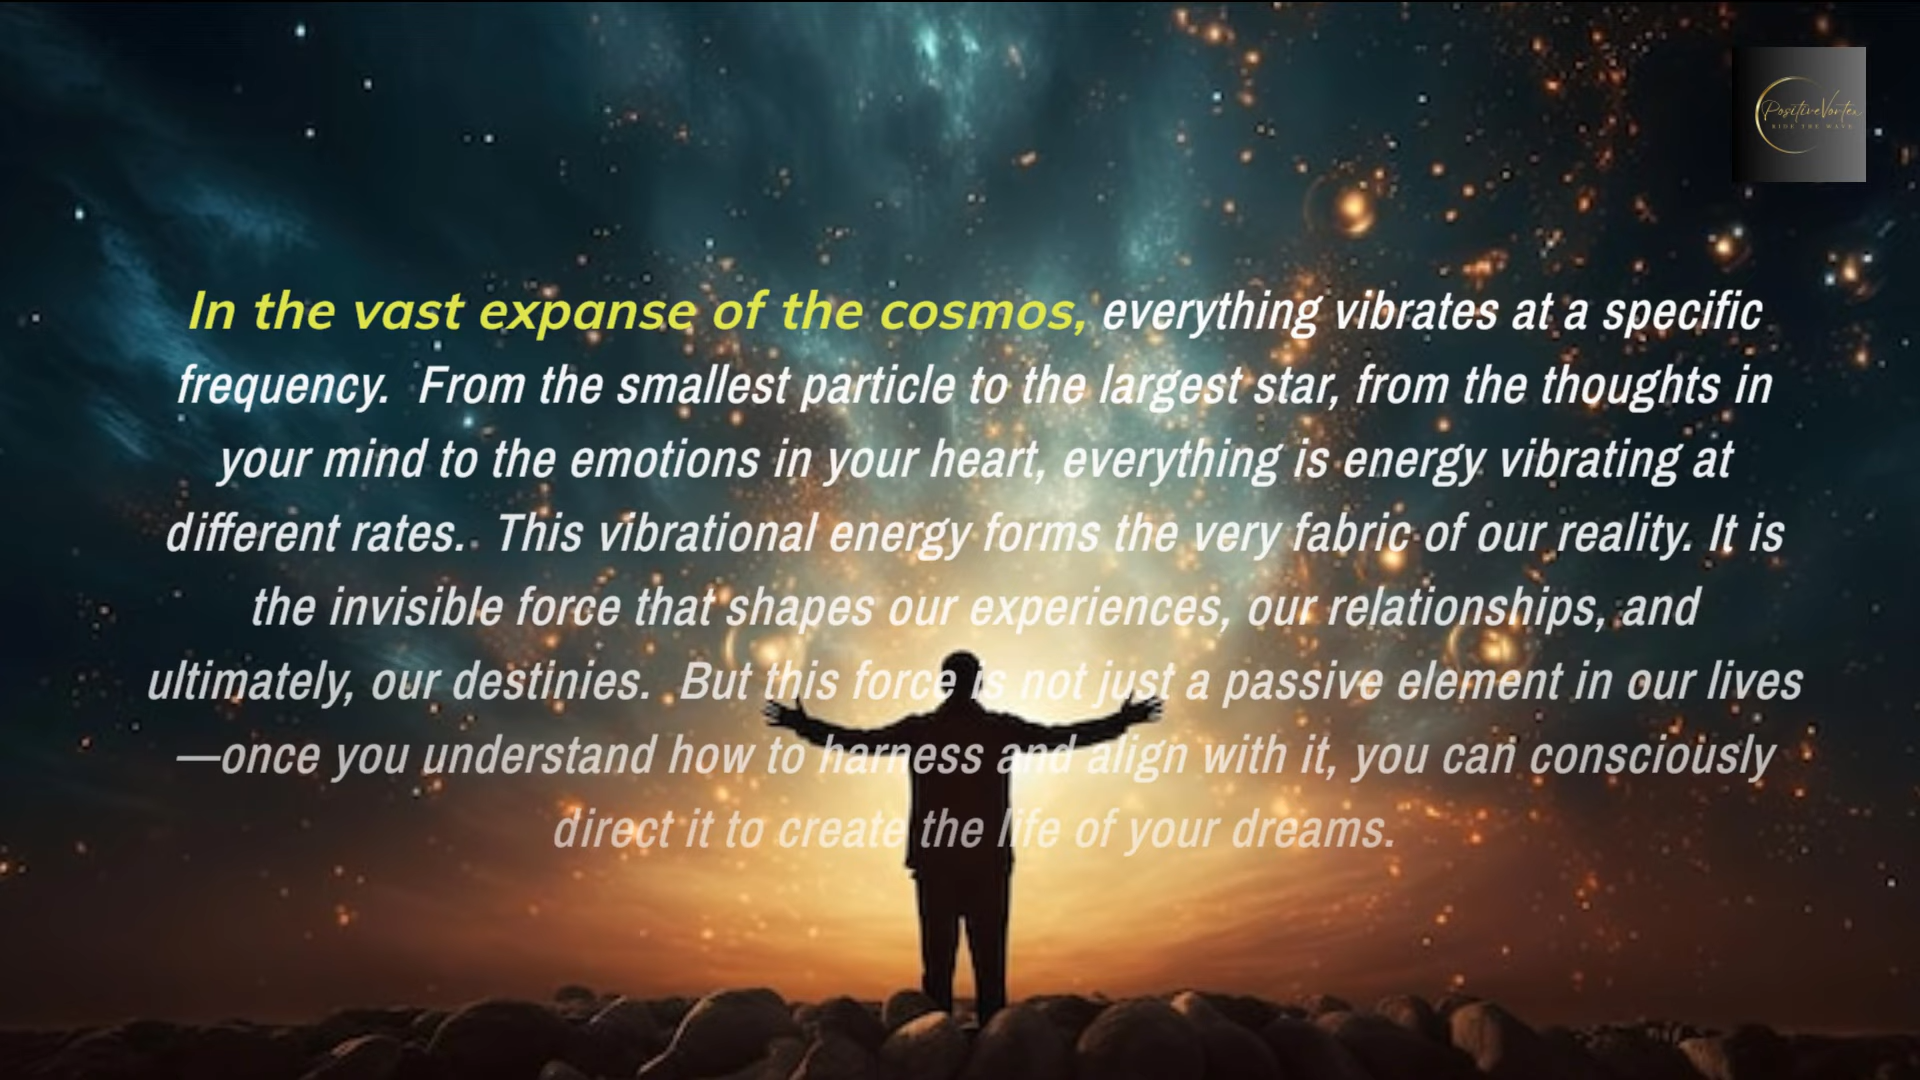 PositiveVortex
RIDE THE WAVE
In the vast expanse of the cosmos, everything vibrates at a specific
frequency. From the smallest particle to the largest star, from the thoughts in
your mind to the emotions in your heart, everything is energy vibrating at
different rates. This vibrational energy forms the very fabric of our reality. It is
the invisible force that shapes our experiences, our relationships, and
ultimately, our destinies. But this force is not just a passive element in our lives
—once you understand how to harness and align with it, you can consciously
direct it to create the life of your dreams.